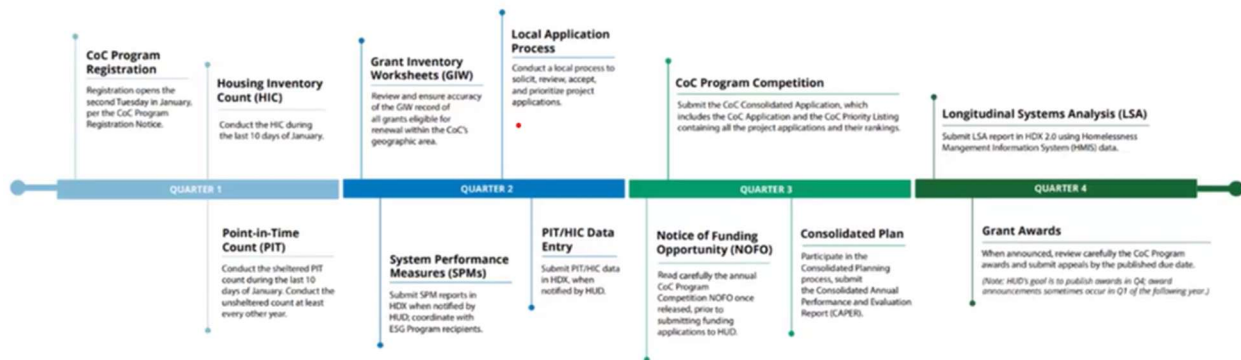 CoC Program
Registration
Registration opens the
second Tuesday in January,
per the CoC Program
Registration Notice.
Housing Inventory
Count (HIC)
Conduct the HIC during
the last 10 days of January.
Grant Inventory
Worksheets (GIW)
Review and ensure accuracy
of the GIW record of
all grants eligible for
renewal within the CoC's
geographic area.
Local Application
Process
Conduct a local process to
solicit, review, accept,
and prioritize project
applications.
CoC Program Competition
Submit the CoC Consolidated Application, which
includes the CoC Application and the CoC Priority Listing
containing all the project applications and their rankings.
Longitudinal Systems Analysis (LSA)
Submit LSA report in HDX 2.0 using Homelessness
Mangement Information System (HMIS) data.
QUARTER 1
QUARTER 2
QUARTER 3
QUARTER 4
Point-in-Time
Count (PIT)
Conduct the sheltered PIT
count during the last 10
days of January. Conduct the
unsheltered count at least
every other year.
System Performance
Measures (SPMs)
Submit SPM reports in
HDX when notified by
HUD; coordinate with
ESG Program recipients.
PIT/HIC Data
Entry
Submit PIT/HIC data
in HDX, when
notified by HUD.
Notice of Funding
Opportunity (NOFO)
Read carefully the annual
CoC Program
Competition NOFO once
released, prior to
submitting funding
applications to HUD.
Consolidated Plan
Participate in the
Consolidated Planning
process, submit
the Consolidated Annual
Performance and Evaluation
Report (CAPER).
Grant Awards
When announced, review carefully the CoC Program
awards and submit appeals by the published due date.
(Note: HUD's goal is to publish awards in Q4; award
announcements sometimes occur in Q1 of the following year.)